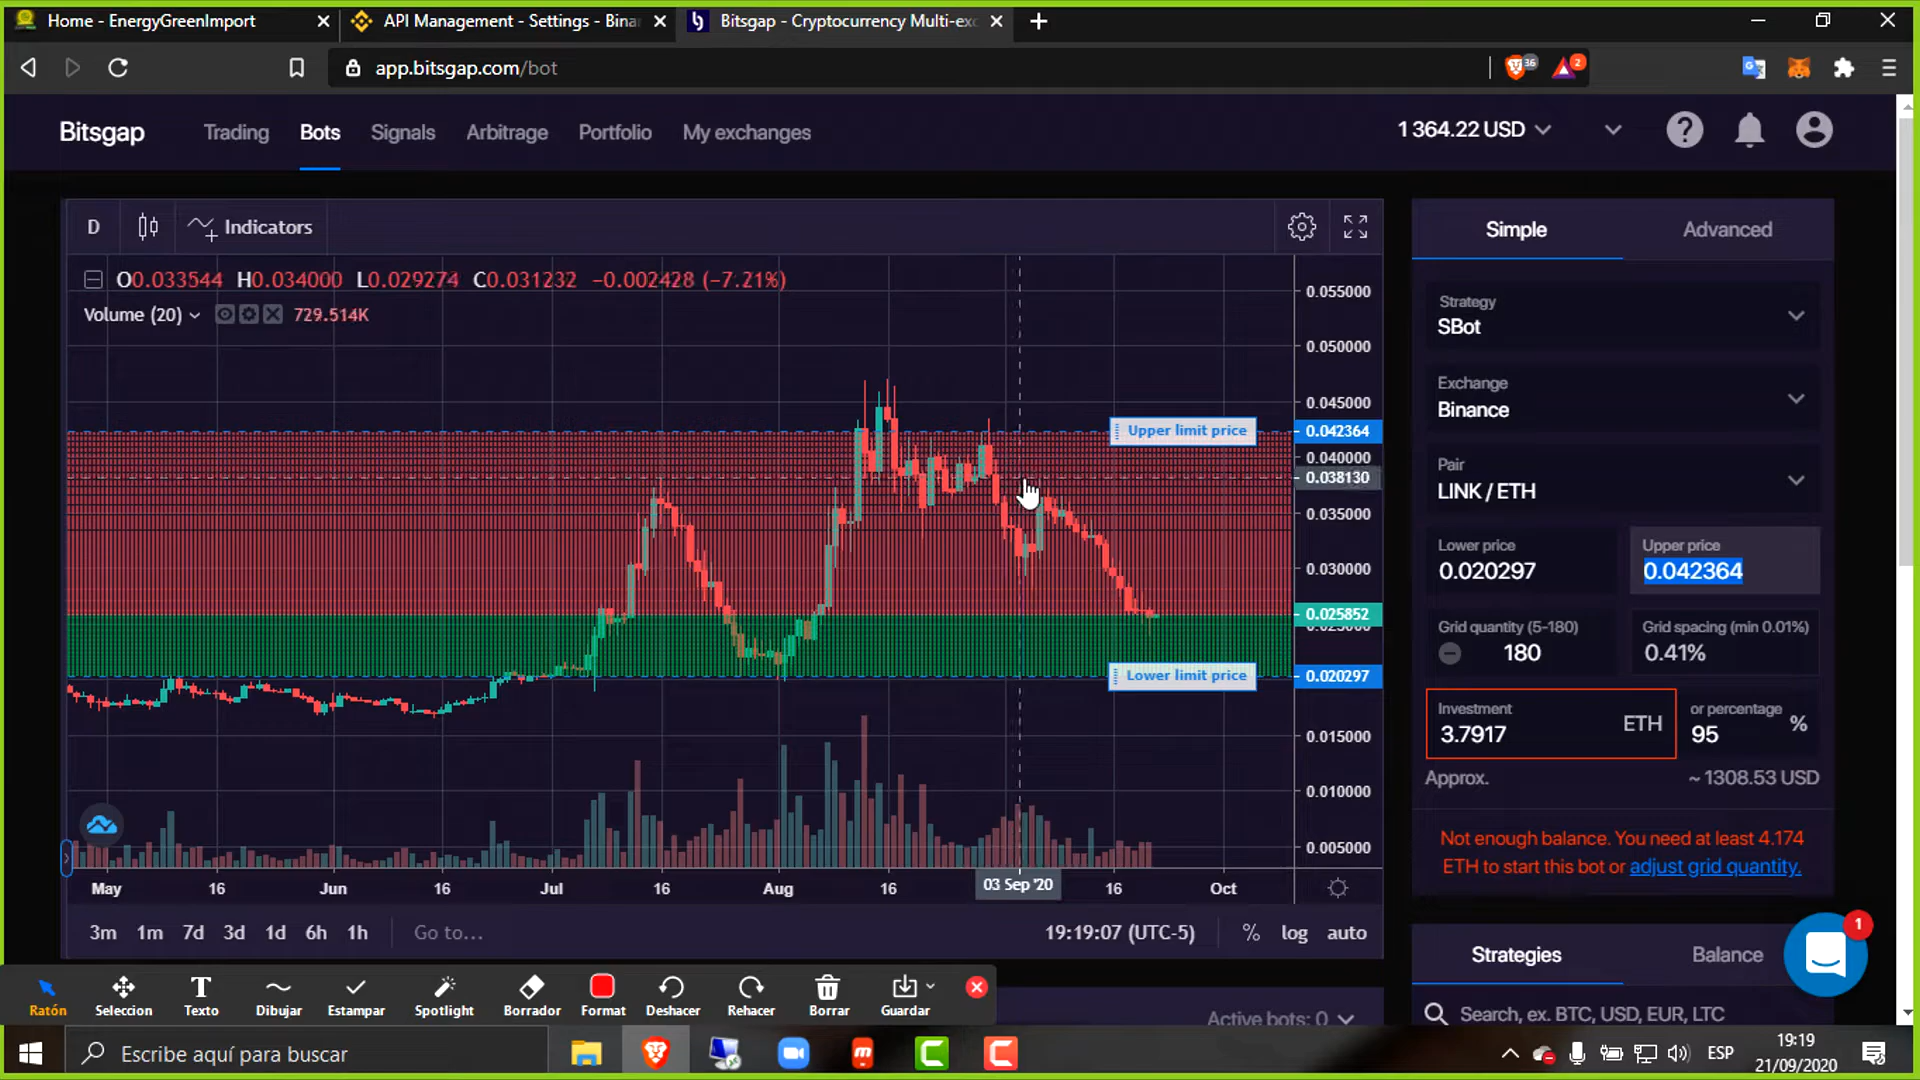 Home - EnergyGreenImport
API Management - Settings - Binar
Bitsgap - Cryptocurrency Multi-exc
app.bitsgap.com/bot
36
2
Bitsgap
Trading
Bots
Signals
Arbitrage
Portfolio
My exchanges
1 364.22 USD
D
Indicators
O0.033544 H0.034000 L0.029274 C0.031232 −0.002428 (−7.21%)
Volume (20)
729.514K
0.055000
0.050000
0.045000
Upper limit price
0.042364
0.040000
0.038130
0.035000
0.030000
0.025852
0.025000
Lower limit price
0.020297
0.015000
0.010000
0.005000
May
16
Jun
16
Jul
16
Aug
16
03 Sep '20
16
Oct
3m
1m
7d
3d
1d
6h
1h
Go to...
19:19:07 (UTC-5)
%
log
auto
Simple
Advanced
Strategy
SBot
Exchange
Binance
Pair
LINK / ETH
Lower price
0.020297
Upper price
0.042364
Grid quantity (5-180)
180
Grid spacing (min 0.01%)
0.41%
Investment
3.7917
ETH
or percentage
95
%
Approx.
~ 1308.53 USD
Not enough balance. You need at least 4.174
ETH to start this bot or adjust grid quantity.
Strategies
Balance
1
Search, ex. BTC, USD, EUR, LTC
Active bots: 0
Ratón
Seleccion
Texto
Dibujar
Estampar
Spotlight
Borrador
Format
Deshacer
Rehacer
Borrar
Guardar
Escribe aquí para buscar
ESP
19:19
21/09/2020